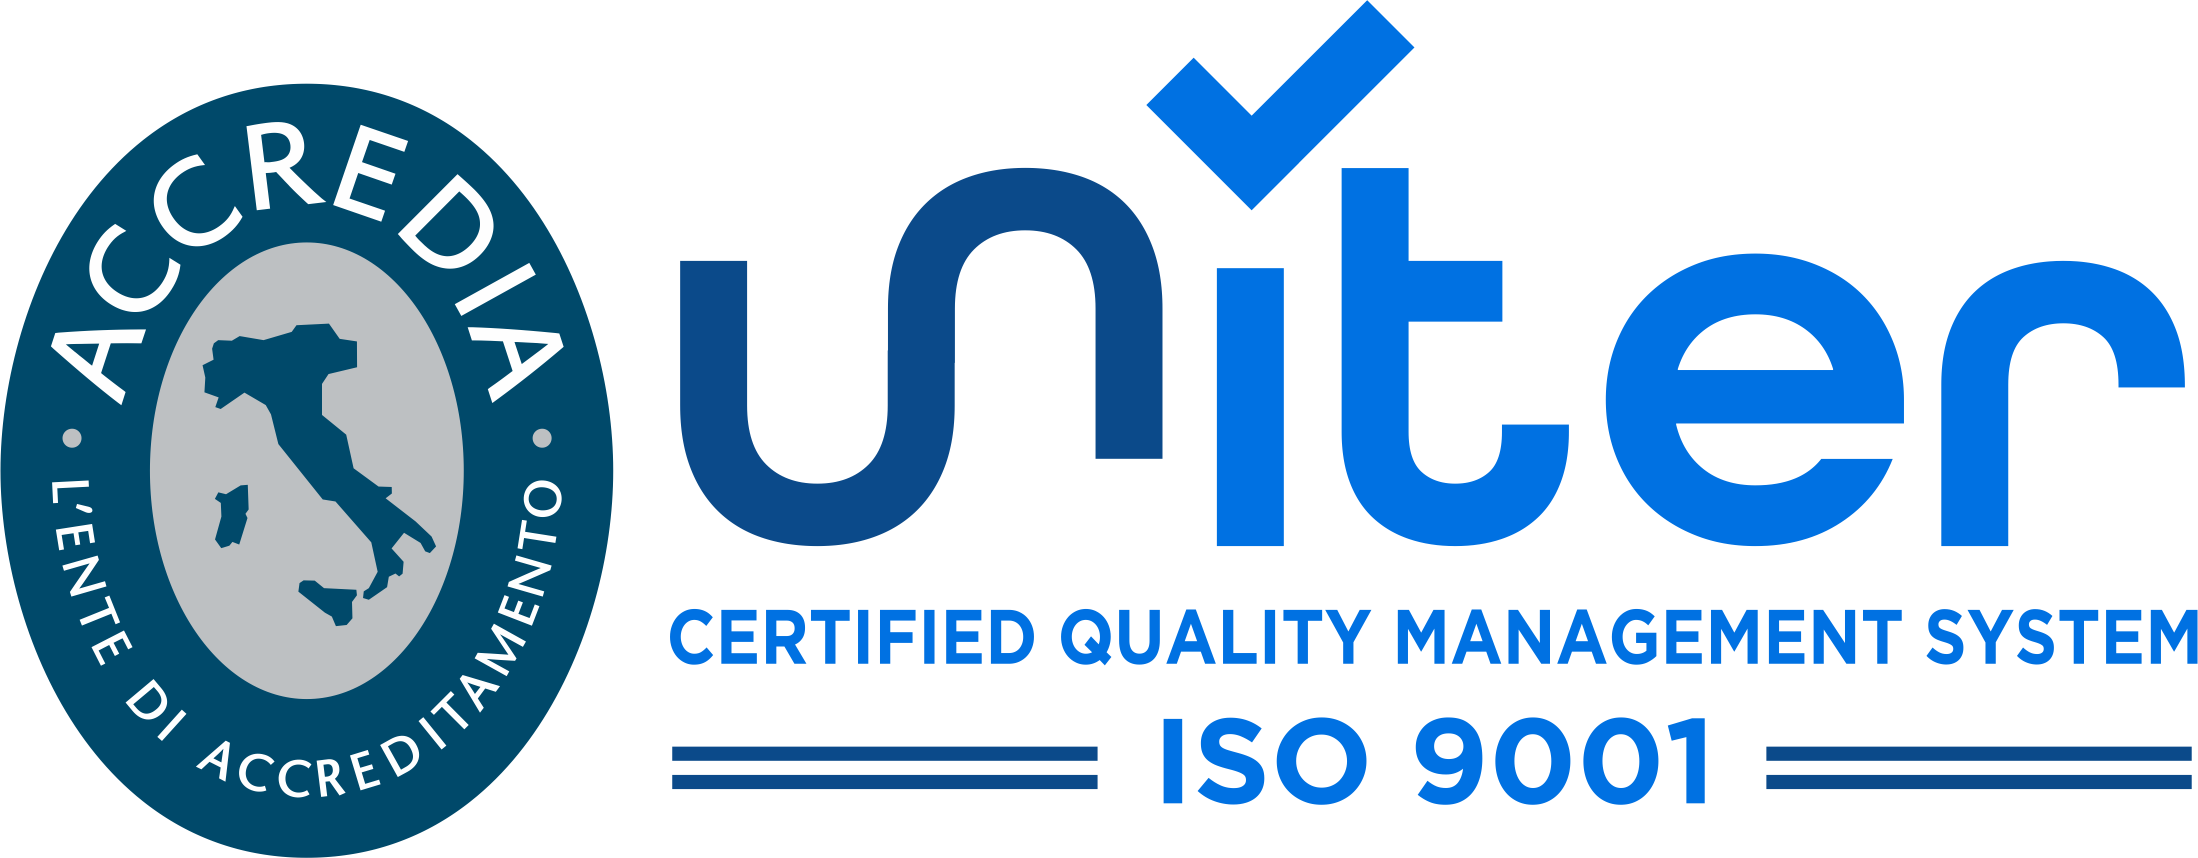 ACCREDIA
L'ENTE DI ACCREDITAMENTO
uniter
CERTIFIED QUALITY MANAGEMENT SYSTEM
ISO 9001